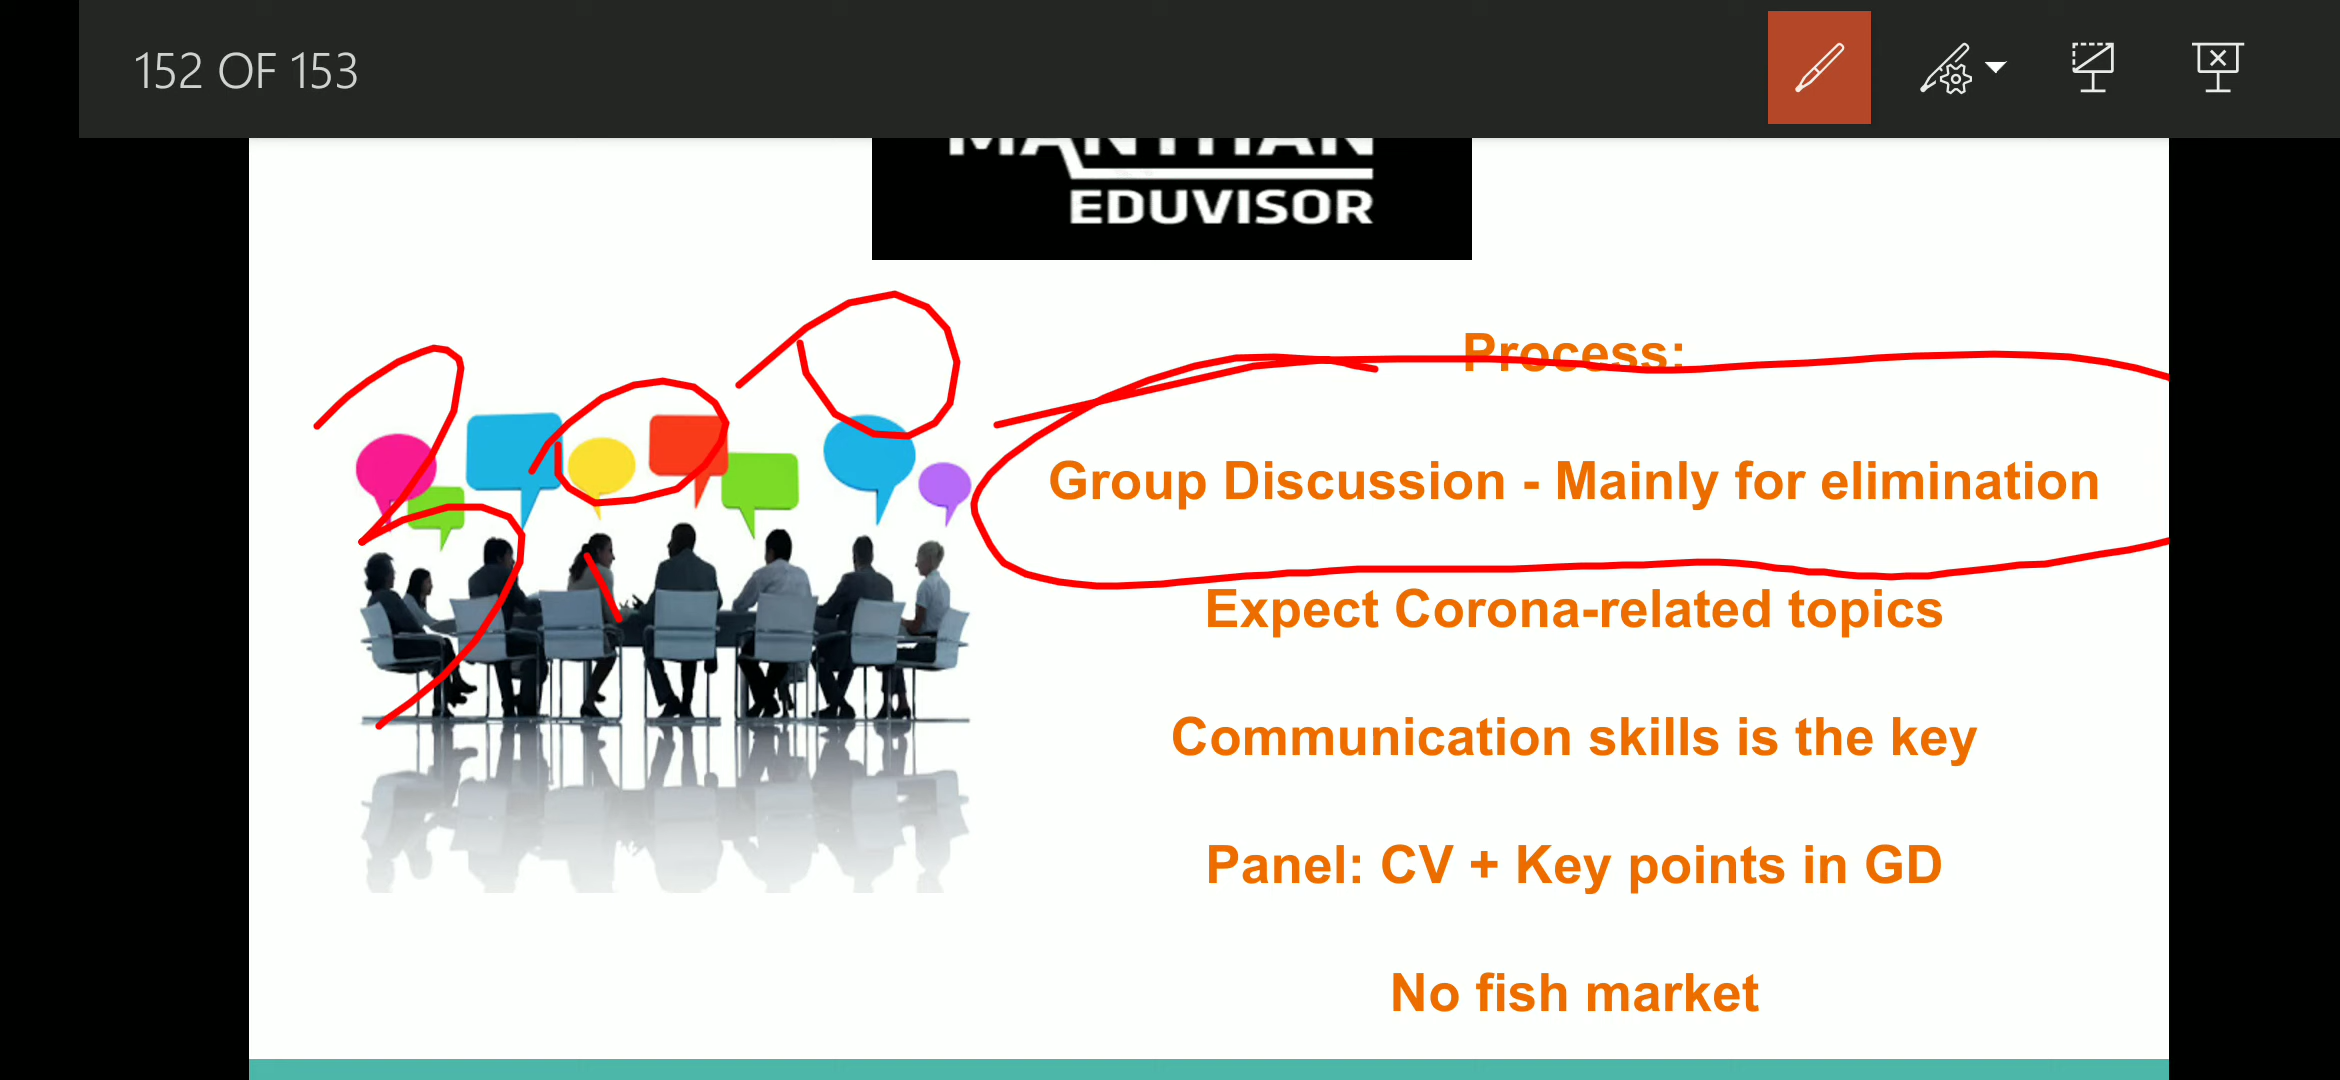 152 OF 153
MANTHAN
EDUVISOR
Process:
Group Discussion - Mainly for elimination
Expect Corona-related topics
Communication skills is the key
Panel: CV + Key points in GD
No fish market